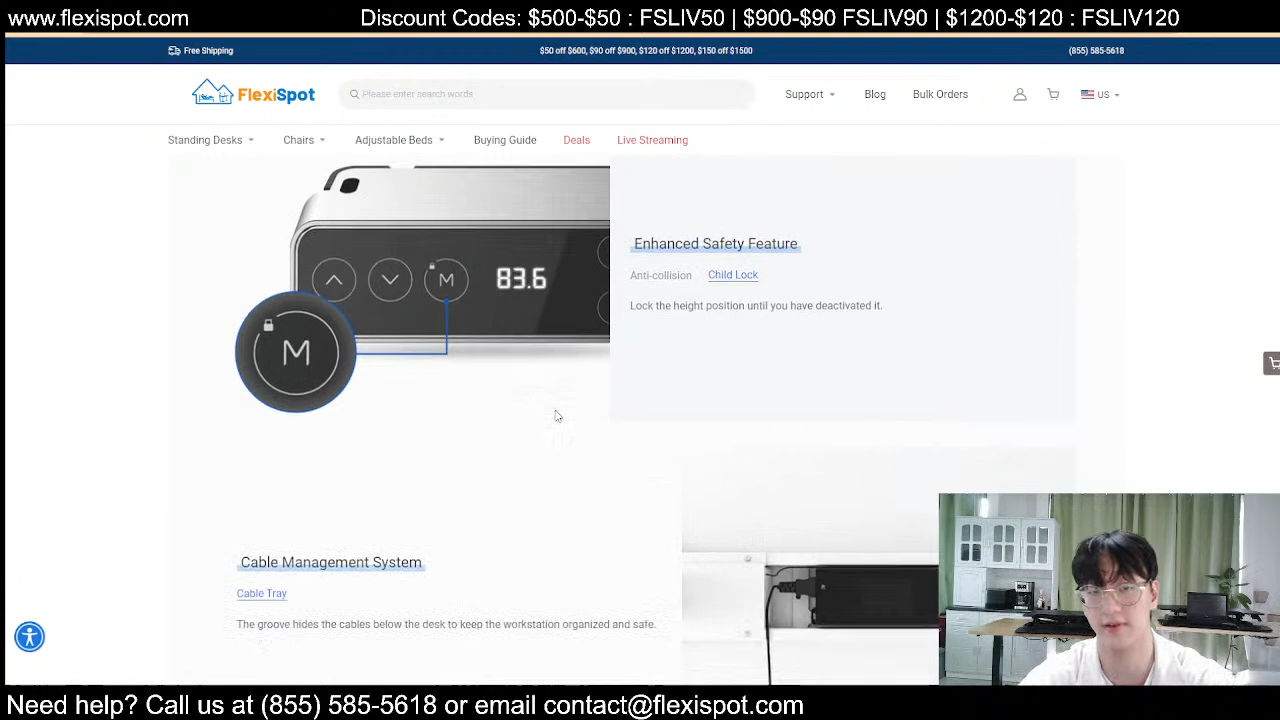 www.flexispot.com
Discount Codes: $500-$50 : FSLIV50 | $900-$90 FSLIV90 | $1200-$120 : FSLIV120
Free Shipping
$50 off $600, $90 off $900, $120 off $1200, $150 off $1500
(855) 585-5618
FlexiSpot
Please enter search words
Support
Blog
Bulk Orders
US
Standing Desks
Chairs
Adjustable Beds
Buying Guide
Deals
Live Streaming
M
83.6
M
Enhanced Safety Feature
Anti-collision
Child Lock
Lock the height position until you have deactivated it.
Cable Management System
Cable Tray
The groove hides the cables below the desk to keep the workstation organized and safe.
Need help? Call us at (855) 585-5618 or email contact@flexispot.com